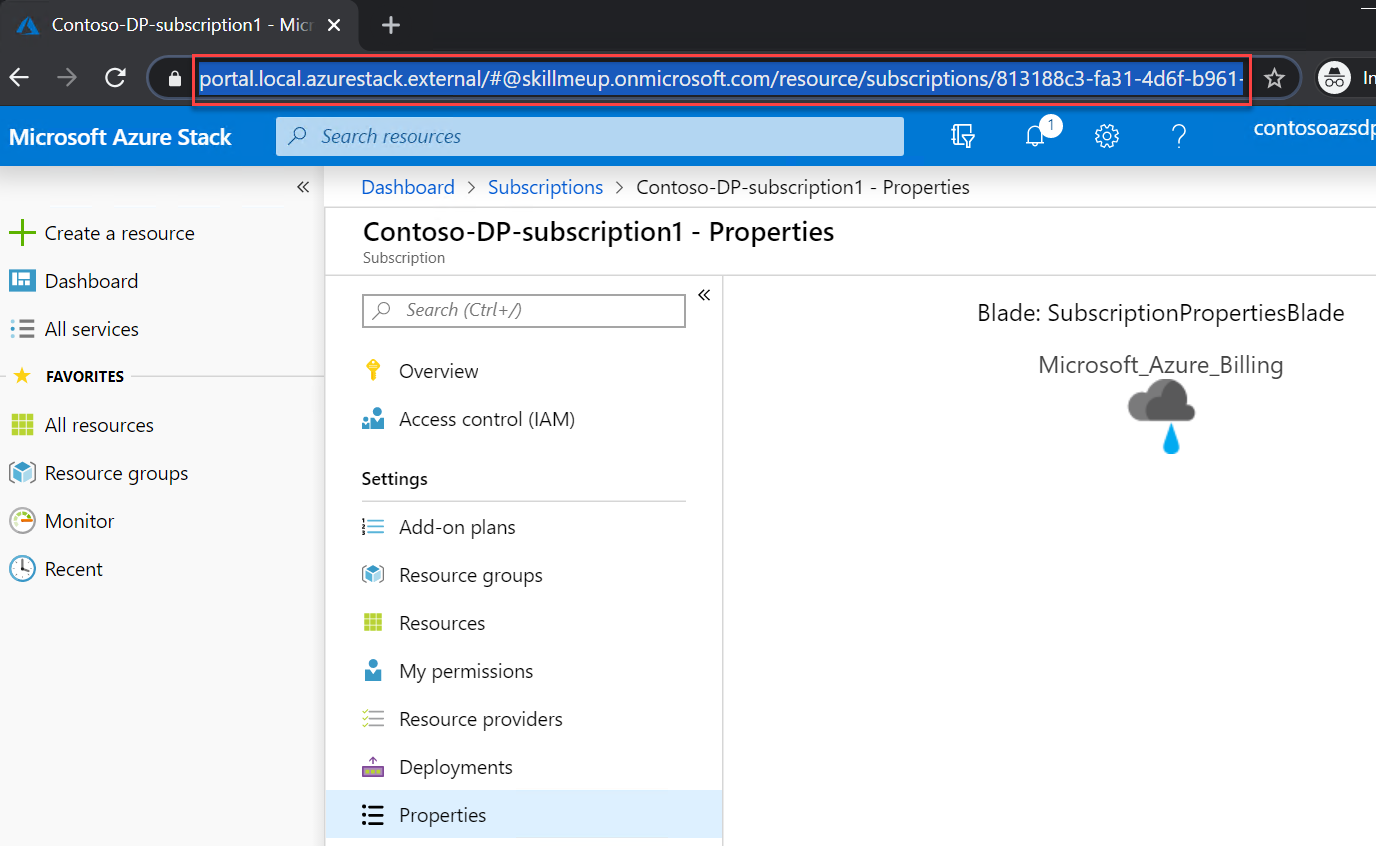 Contoso-DP-subscription1 - Micr
portal.local.azurestack.external/#@skillmeup.onmicrosoft.com/resource/subscriptions/813188c3-fa31-4d6f-b961-
In
Microsoft Azure Stack
Search resources
1
contosoazsdp
Dashboard > Subscriptions > Contoso-DP-subscription1 - Properties
Create a resource
Dashboard
All services
FAVORITES
All resources
Resource groups
Monitor
Recent
Contoso-DP-subscription1 - Properties
Subscription
Search (Ctrl+/)
Overview
Access control (IAM)
Settings
Add-on plans
Resource groups
Resources
My permissions
Resource providers
Deployments
Properties
Blade: SubscriptionPropertiesBlade
Microsoft_Azure_Billing